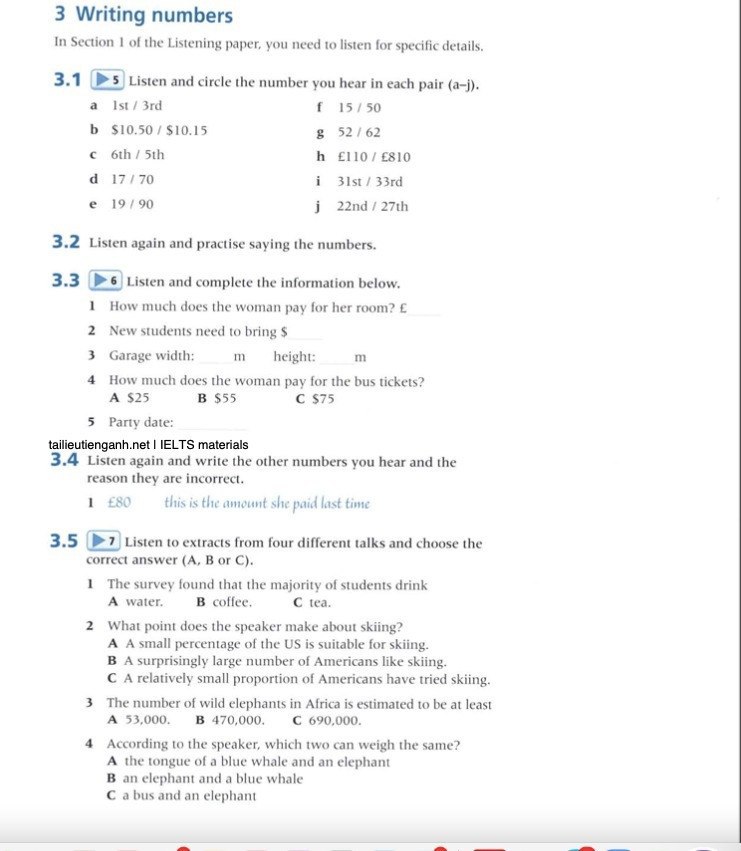 3 Writing numbers
In Section 1 of the Listening paper, you need to listen for specific details.
3.1 5 Listen and circle the number you hear in each pair (a–j).
a 1st / 3rd
b $10.50 / $10.15
c 6th / 5th
d 17 / 70
e 19 / 90
f 15 / 50
g 52 / 62
h £110 / £810
i 31st / 33rd
j 22nd / 27th
3.2 Listen again and practise saying the numbers.
3.3 6 Listen and complete the information below.
1 How much does the woman pay for her room? £
2 New students need to bring $
3 Garage width: m height: m
4 How much does the woman pay for the bus tickets?
A $25 B $55 C $75
5 Party date:
tailieutienganh.net | IELTS materials
3.4 Listen again and write the other numbers you hear and the
reason they are incorrect.
1 £80 this is the amount she paid last time
3.5 7 Listen to extracts from four different talks and choose the
correct answer (A, B or C).
1 The survey found that the majority of students drink
A water. B coffee. C tea.
2 What point does the speaker make about skiing?
A A small percentage of the US is suitable for skiing.
B A surprisingly large number of Americans like skiing.
C A relatively small proportion of Americans have tried skiing.
3 The number of wild elephants in Africa is estimated to be at least
A 53,000. B 470,000. C 690,000.
4 According to the speaker, which two can weigh the same?
A the tongue of a blue whale and an elephant
B an elephant and a blue whale
C a bus and an elephant